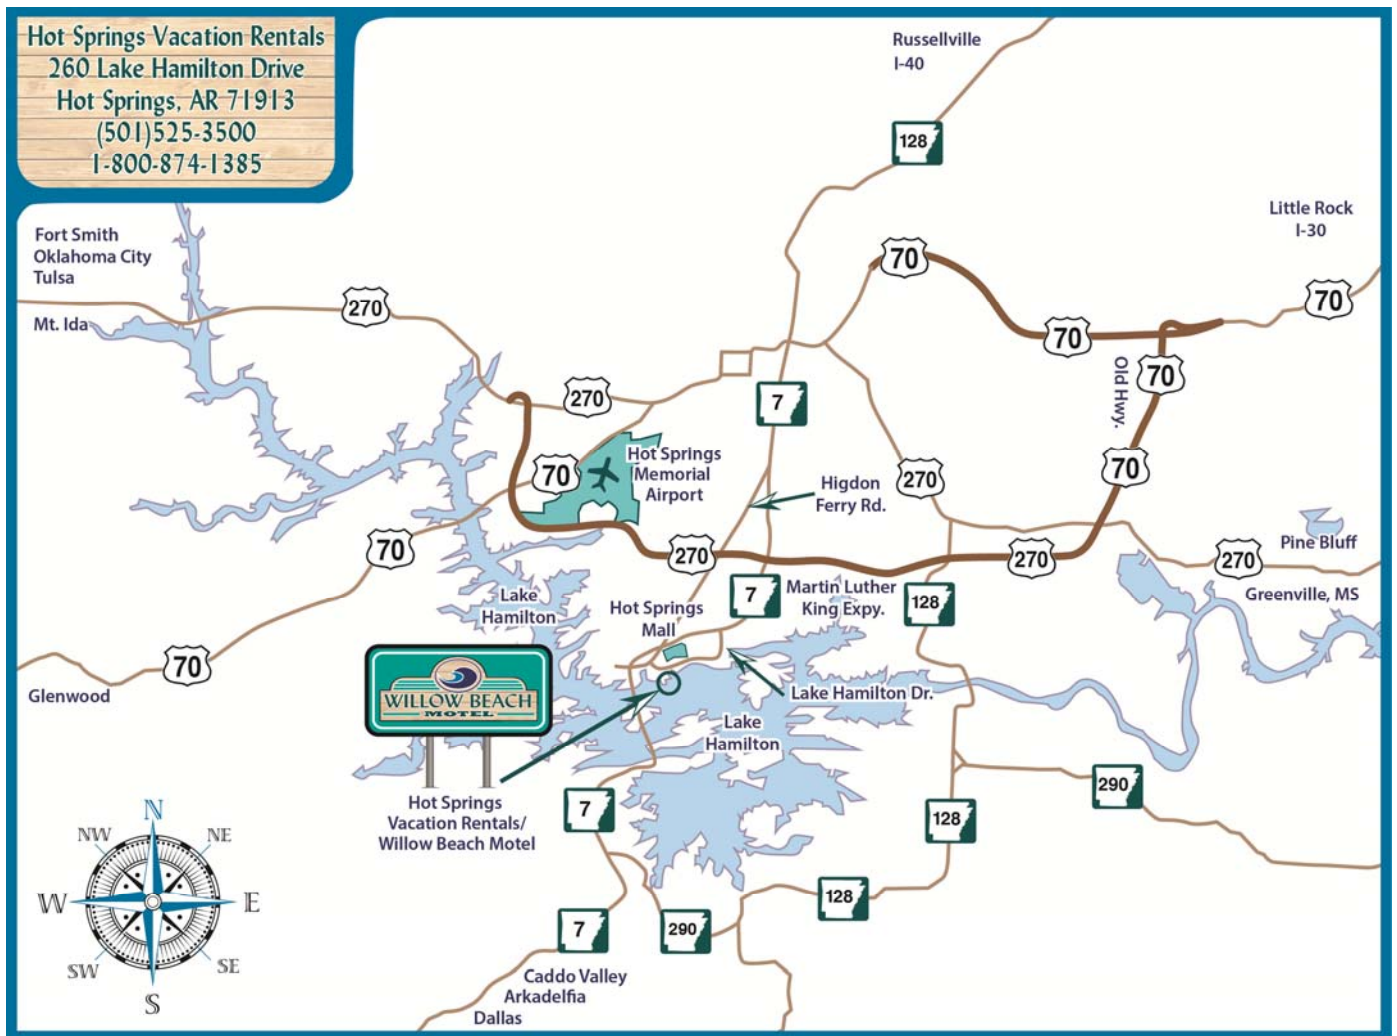 Hot Springs Vacation Rentals
260 Lake Hamilton Drive
Hot Springs, AR 71913
(501)525-3500
1-800-874-1385
Russellville
I-40
128
Little Rock
I-30
Fort Smith
Oklahoma City
Tulsa
Mt. Ida
270
70
70
70
Old Hwy.
70
270
7
70
Hot Springs
Memorial
Airport
Higdon
Ferry Rd.
270
70
70
270
270
270
Pine Bluff
Greenville, MS
Lake
Hamilton
Hot Springs
Mall
7
Martin Luther
King Expy.
128
70
Glenwood
WILLOW BEACH
MOTEL
Lake Hamilton Dr.
Lake
Hamilton
Hot Springs
Vacation Rentals/
Willow Beach Motel
7
128
290
128
7
290
Caddo Valley
Arkadelfia
Dallas
N
NW
NE
W
E
SW
SE
S